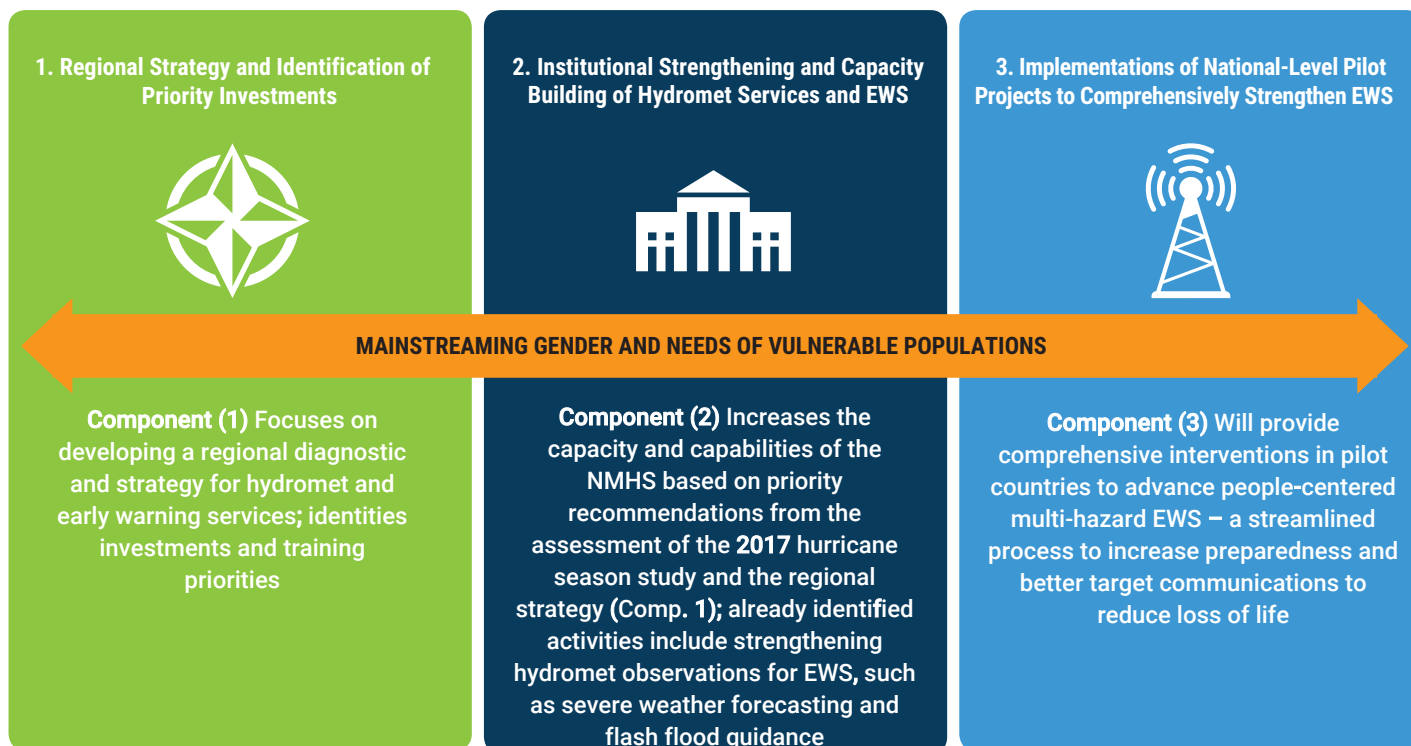 1. Regional Strategy and Identification of
Priority Investments
2. Institutional Strengthening and Capacity
Building of Hydromet Services and EWS
3. Implementations of National-Level Pilot
Projects to Comprehensively Strengthen EWS
MAINSTREAMING GENDER AND NEEDS OF VULNERABLE POPULATIONS
Component (1) Focuses on
developing a regional diagnostic
and strategy for hydromet and
early warning services; identities
investments and training
priorities
Component (2) Increases the
capacity and capabilities of the
NMHS based on priority
recommendations from the
assessment of the 2017 hurricane
season study and the regional
strategy (Comp. 1); already identified
activities include strengthening
hydromet observations for EWS, such
as severe weather forecasting and
flash flood guidance
Component (3) Will provide
comprehensive interventions in pilot
countries to advance people-centered
multi-hazard EWS – a streamlined
process to increase preparedness and
better target communications to
reduce loss of life